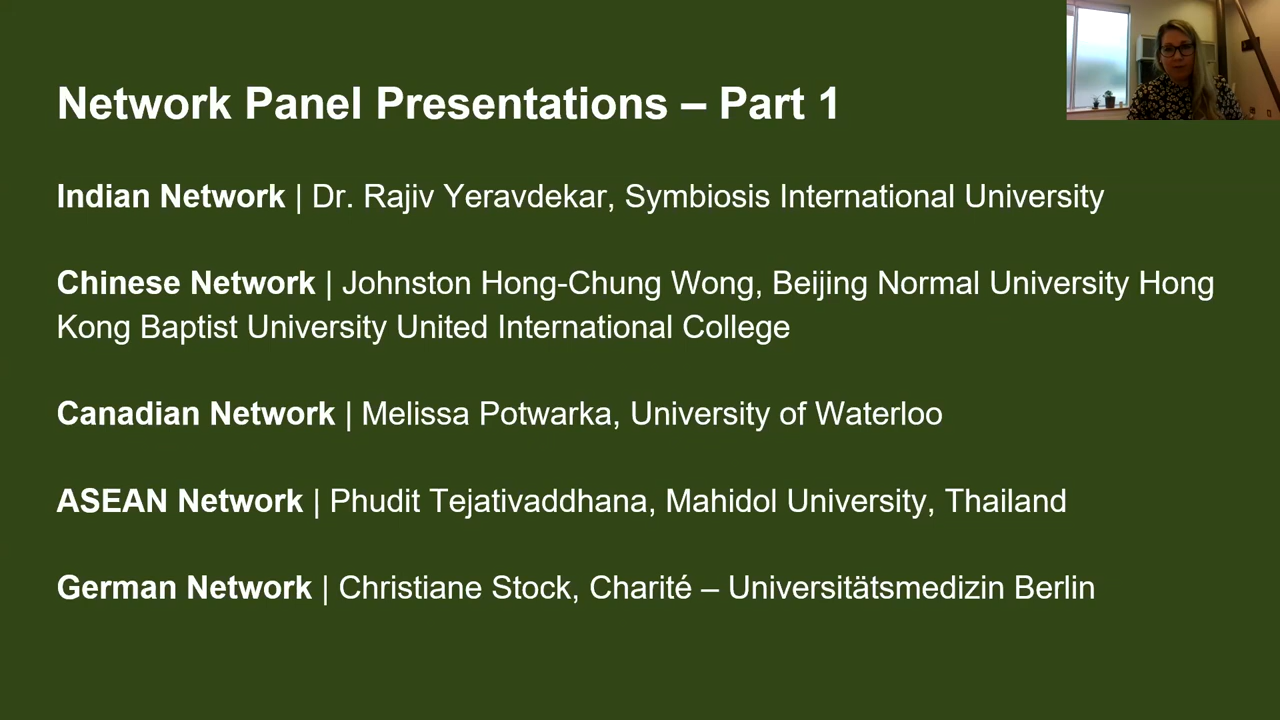 Network Panel Presentations – Part 1
Indian Network | Dr. Rajiv Yeravdekar, Symbiosis International University
Chinese Network | Johnston Hong-Chung Wong, Beijing Normal University Hong
Kong Baptist University United International College
Canadian Network | Melissa Potwarka, University of Waterloo
ASEAN Network | Phudit Tejativaddhana, Mahidol University, Thailand
German Network | Christiane Stock, Charité – Universitätsmedizin Berlin